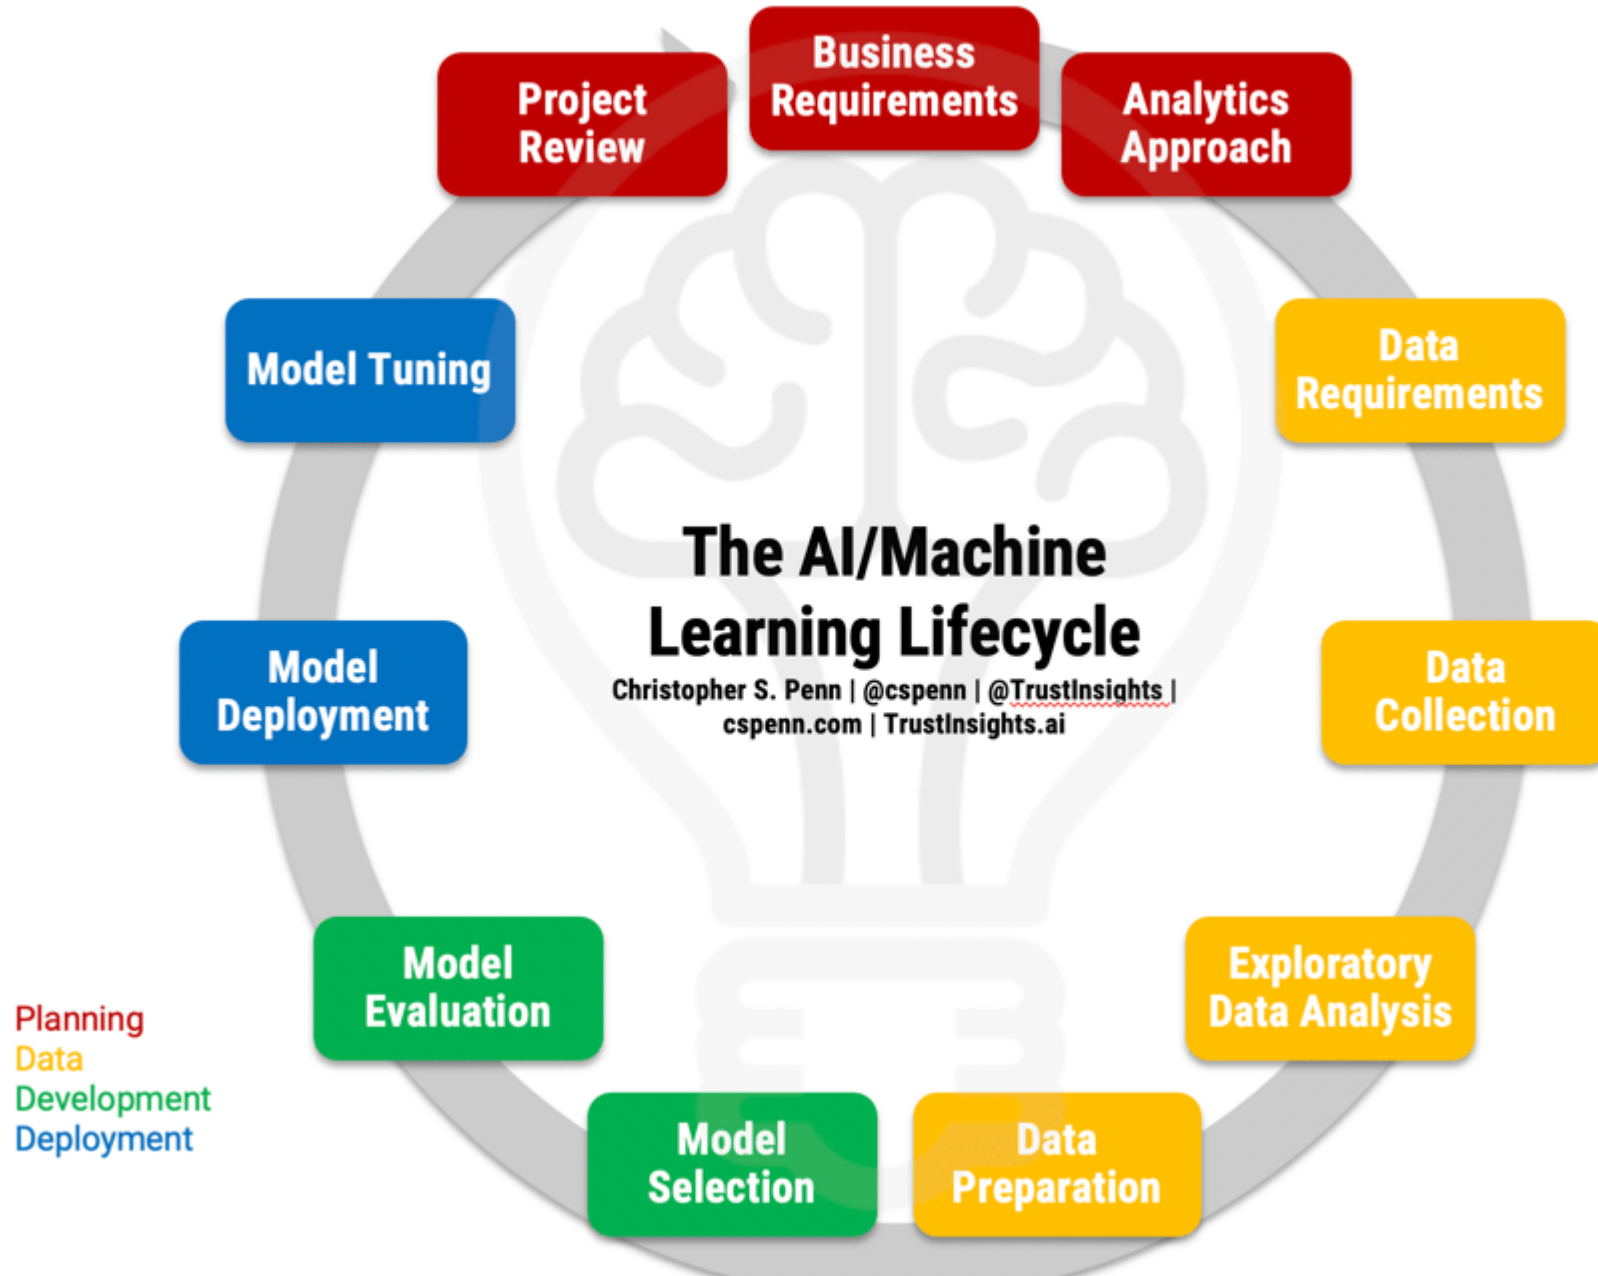 Business
Requirements
Analytics
Approach
Data
Requirements
Data
Collection
Exploratory
Data Analysis
Data
Preparation
Model
Selection
Model
Evaluation
Model
Deployment
Model Tuning
Project
Review
The AI/Machine
Learning Lifecycle
Christopher S. Penn | @cspenn | @TrustInsights |
cspenn.com | TrustInsights.ai
Planning
Data
Development
Deployment